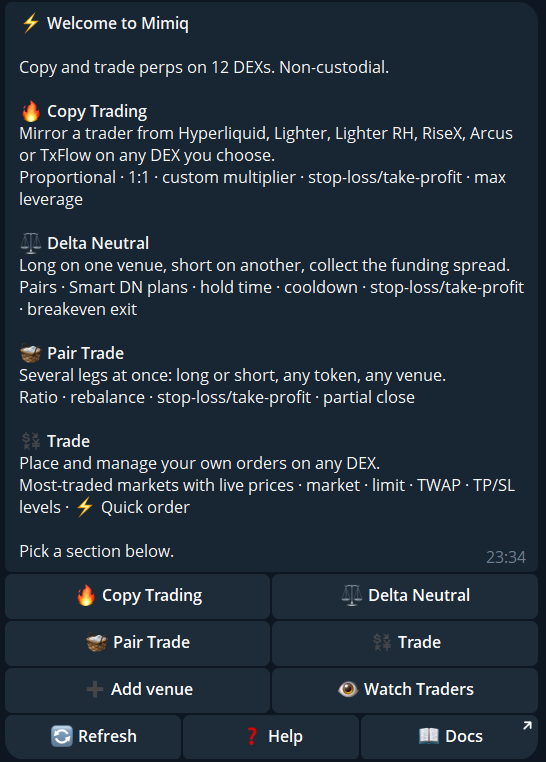 ⚡ Welcome to Mimiq
Copy and trade perps on 12 DEXs. Non-custodial.
🔥 Copy Trading
Mirror a trader from Hyperliquid, Lighter, Lighter RH, RiseX, Arcus
or TxFlow on any DEX you choose.
Proportional · 1:1 · custom multiplier · stop-loss/take-profit · max
leverage
⚖️ Delta Neutral
Long on one venue, short on another, collect the funding spread.
Pairs · Smart DN plans · hold time · cooldown · stop-loss/take-profit
· breakeven exit
🧺 Pair Trade
Several legs at once: long or short, any token, any venue.
Ratio · rebalance · stop-loss/take-profit · partial close
💱 Trade
Place and manage your own orders on any DEX.
Most-traded markets with live prices · market · limit · TWAP · TP/SL
levels · ⚡ Quick order
Pick a section below.
23:34
🔥 Copy Trading
⚖️ Delta Neutral
🧺 Pair Trade
💱 Trade
➕ Add venue
👁️ Watch Traders
🔄 Refresh
❓ Help
📖 Docs